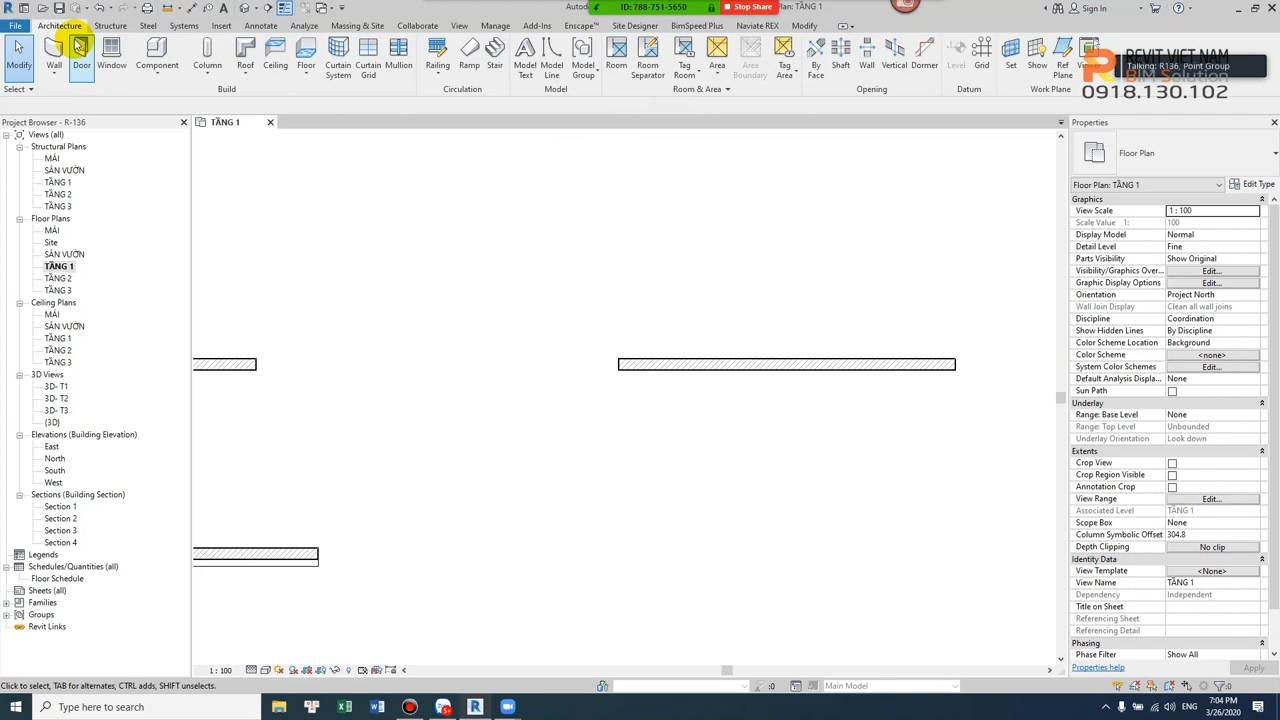 Autod
ID: 788-751-5650
Stop Share
Plan: TẦNG 1
Sign In
File
Architecture
Structure
Steel
Systems
Insert
Annotate
Analyze
Massing & Site
Collaborate
View
Manage
Add-Ins
Enscape™
Site Designer
BimSpeed Plus
Naviate REX
Modify
Modify
Wall
Door
Window
Component
Column
Roof
Ceiling
Floor
Curtain System
Curtain Grid
Mullion
Railing
Ramp
Stair
Model Text
Model Line
Model Group
Room
Room Separator
Tag Room
Area
Area Boundary
Tag Area
By Face
Shaft
Wall
Vertical
Dormer
Level
Grid
Set
Show
Ref Plane
Viewer
Select
Build
Circulation
Model
Room & Area
Opening
Datum
Work Plane
REVIT VIET NAM
Talking: R136, Point Group
BIM Solution
0918.130.102
Project Browser - R-136
TẦNG 1
Properties
Views (all)
Structural Plans
MÁI
SÂN VƯỜN
TẦNG 1
TẦNG 2
TẦNG 3
Floor Plans
MÁI
Site
SÂN VƯỜN
TẦNG 1
TẦNG 2
TẦNG 3
Ceiling Plans
MÁI
SÂN VƯỜN
TẦNG 1
TẦNG 2
TẦNG 3
3D Views
3D- T1
3D- T2
3D- T3
{3D}
Elevations (Building Elevation)
East
North
South
West
Sections (Building Section)
Section 1
Section 2
Section 3
Section 4
Legends
Schedules/Quantities (all)
Floor Schedule
Sheets (all)
Families
Groups
Revit Links
Floor Plan
Floor Plan: TẦNG 1
Edit Type
Graphics
View Scale 1 : 100
Scale Value 1: 100
Display Model Normal
Detail Level Fine
Parts Visibility Show Original
Visibility/Graphics Over... Edit...
Graphic Display Options Edit...
Orientation Project North
Wall Join Display Clean all wall joins
Discipline Coordination
Show Hidden Lines By Discipline
Color Scheme Location Background
Color Scheme <none>
System Color Schemes Edit...
Default Analysis Displa... None
Sun Path
Underlay
Range: Base Level None
Range: Top Level Unbounded
Underlay Orientation Look down
Extents
Crop View
Crop Region Visible
Annotation Crop
View Range Edit...
Associated Level TẦNG 1
Scope Box None
Column Symbolic Offset 304.8
Depth Clipping No clip
Identity Data
View Template <None>
View Name TẦNG 1
Dependency Independent
Title on Sheet
Referencing Sheet
Referencing Detail
Phasing
Phase Filter Show All
Properties help
Apply
1 : 100
Click to select, TAB for alternates, CTRL adds, SHIFT unselects.
:0
Main Model
:0
Type here to search
7:04 PM
3/26/2020